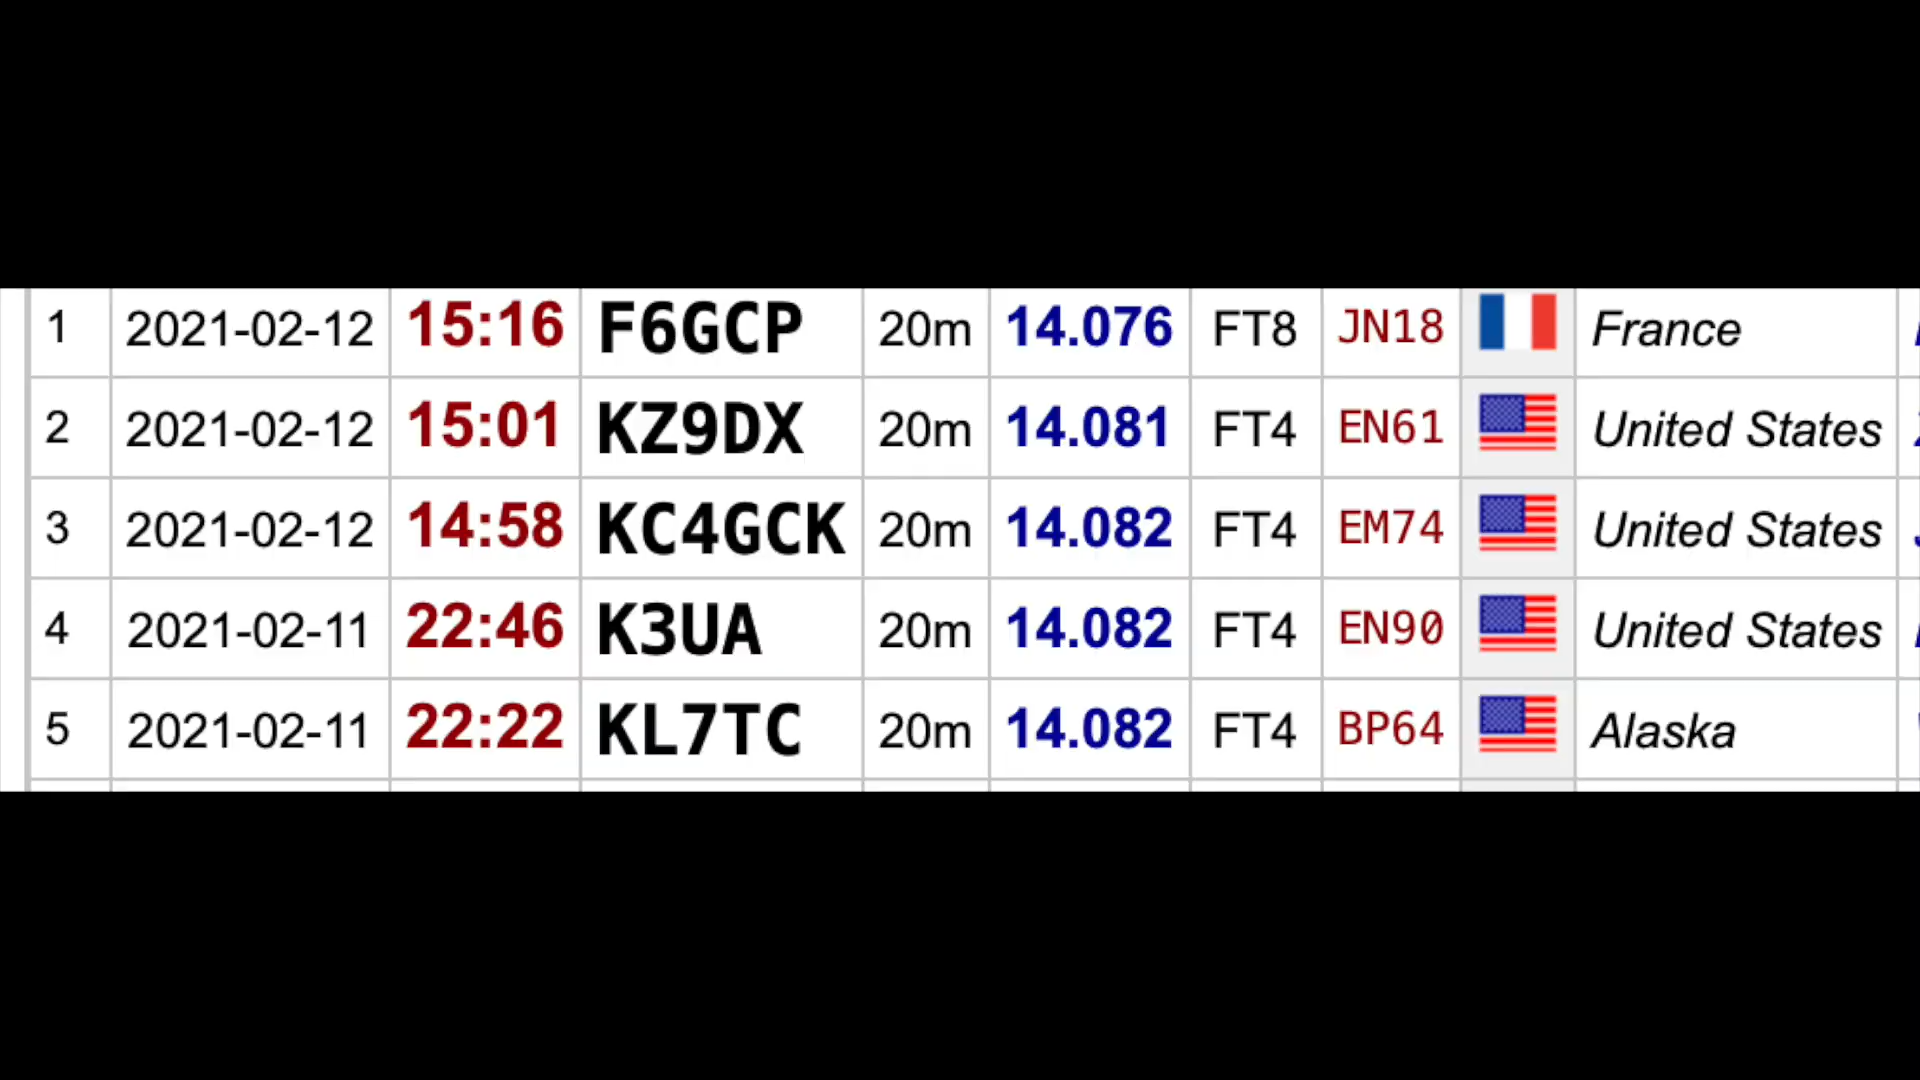 1 2021-02-12 15:16 F6GCP 20m 14.076 FT8 JN18 France
2 2021-02-12 15:01 KZ9DX 20m 14.081 FT4 EN61 United States
3 2021-02-12 14:58 KC4GCK 20m 14.082 FT4 EM74 United States
4 2021-02-11 22:46 K3UA 20m 14.082 FT4 EN90 United States
5 2021-02-11 22:22 KL7TC 20m 14.082 FT4 BP64 Alaska